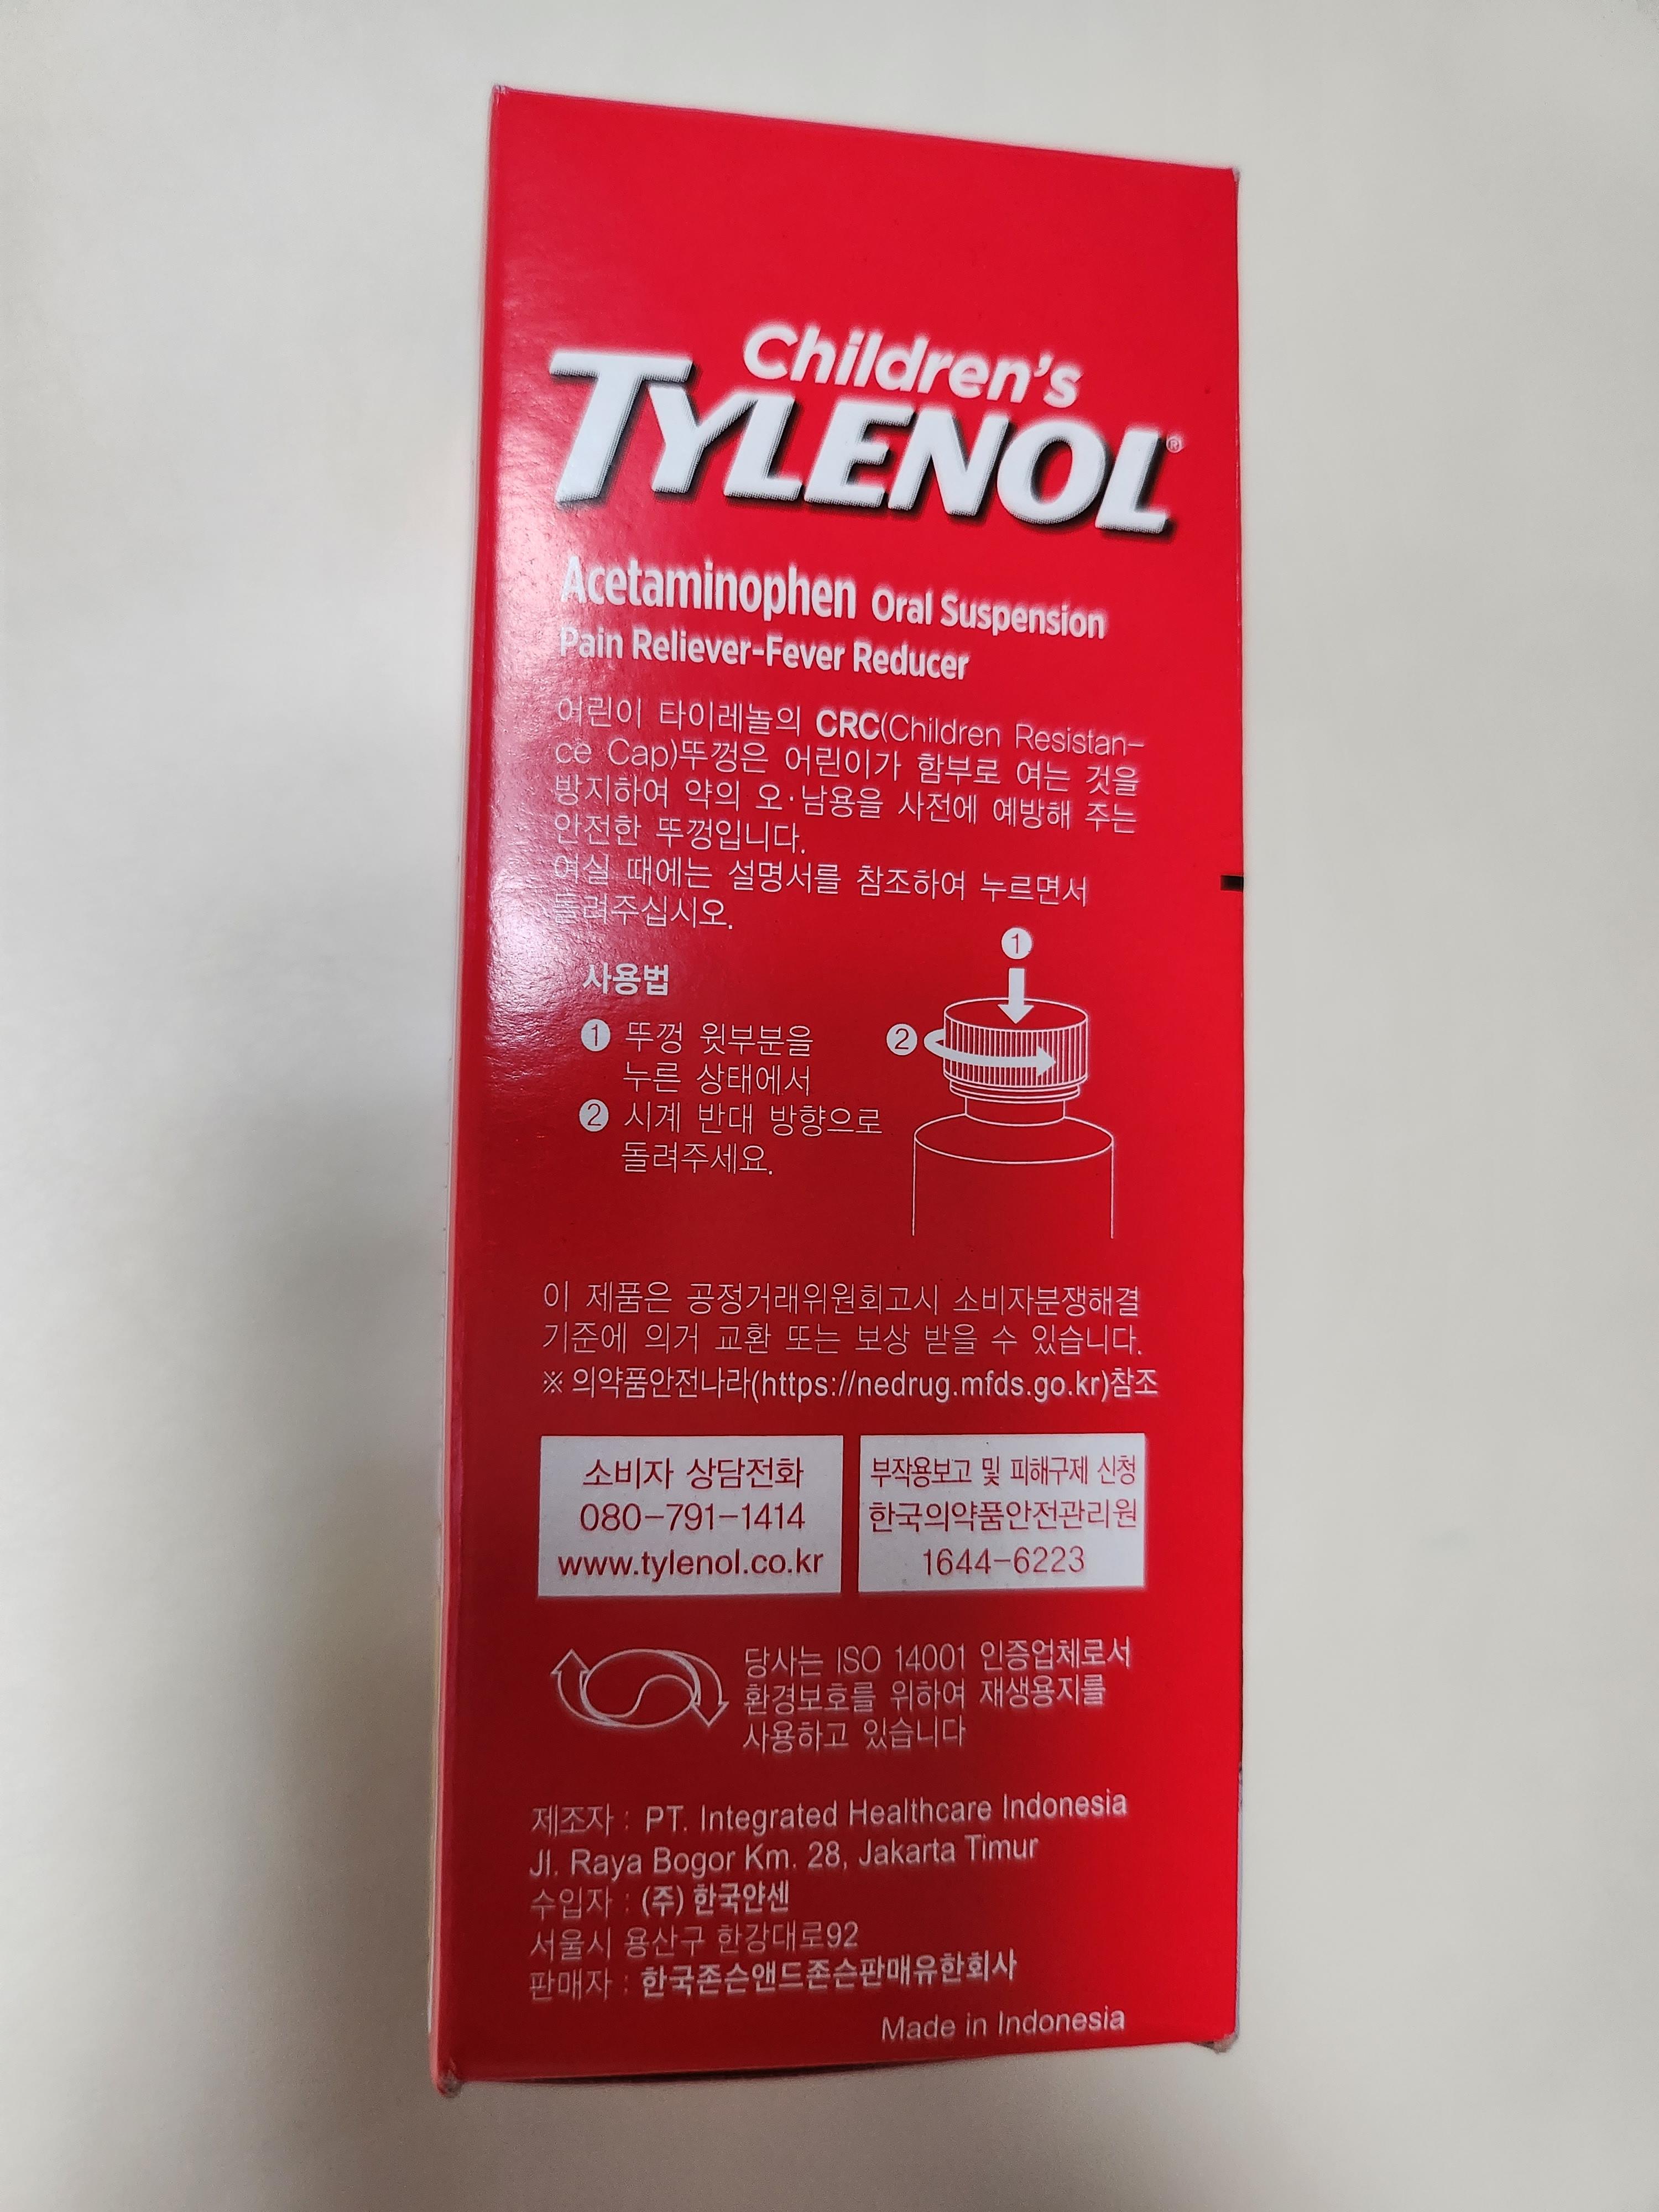 Children's
TYLENOL®
Acetaminophen Oral Suspension
Pain Reliever-Fever Reducer
어린이 타이레놀의 CRC(Children Resistan-
ce Cap)뚜껑은 어린이가 함부로 여는 것을
방지하여 약의 오·남용을 사전에 예방해 주는
안전한 뚜껑입니다.
여실 때에는 설명서를 참조하여 누르면서
돌려주십시오.
사용법
1 뚜껑 윗부분을
누른 상태에서
2 시계 반대 방향으로
돌려주세요.
1
2
이 제품은 공정거래위원회고시 소비자분쟁해결
기준에 의거 교환 또는 보상 받을 수 있습니다.
※ 의약품안전나라(https://nedrug.mfds.go.kr)참조
소비자 상담전화
080-791-1414
www.tylenol.co.kr
부작용보고 및 피해구제 신청
한국의약품안전관리원
1644-6223
당사는 ISO 14001 인증업체로서
환경보호를 위하여 재생용지를
사용하고 있습니다
제조자 : PT. Integrated Healthcare Indonesia
Jl. Raya Bogor Km. 28, Jakarta Timur
수입자 : (주) 한국얀센
서울시 용산구 한강대로92
판매자 : 한국존슨앤드존슨판매유한회사
Made in Indonesia